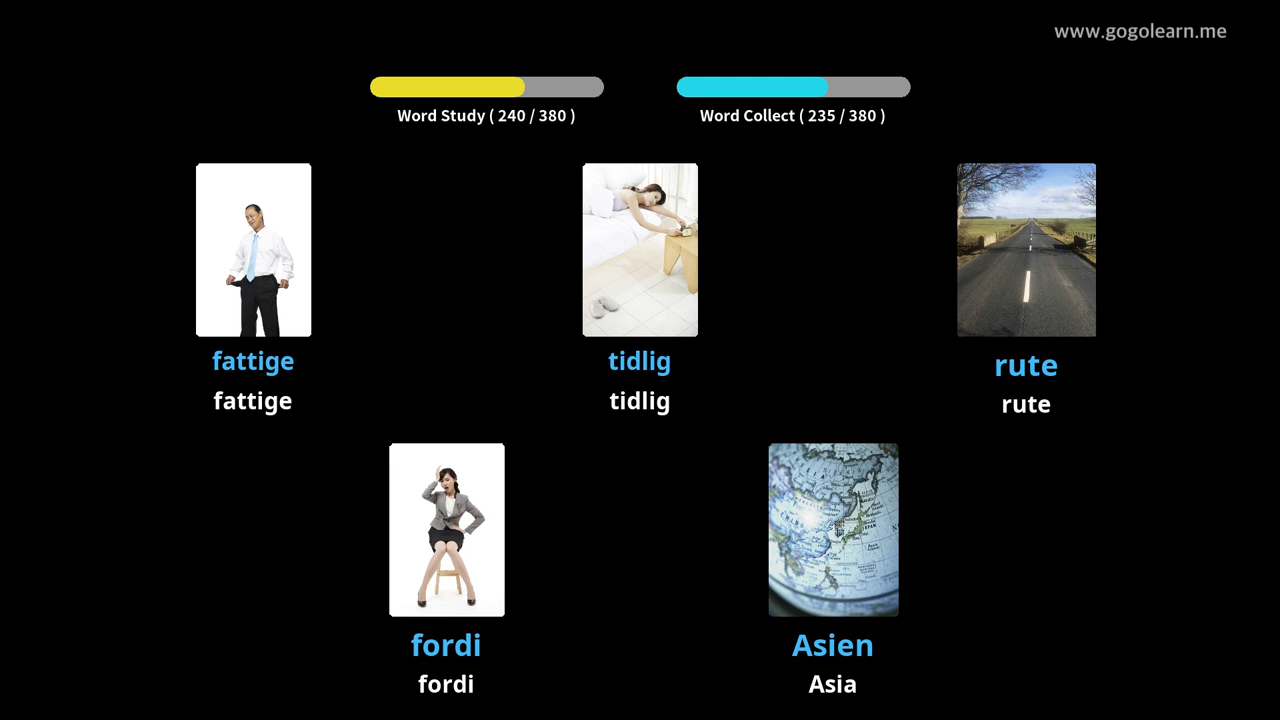 www.gogolearn.me
Word Study ( 240 / 380 )
Word Collect ( 235 / 380 )
fattige
fattige
tidlig
tidlig
rute
rute
fordi
fordi
Asien
Asia